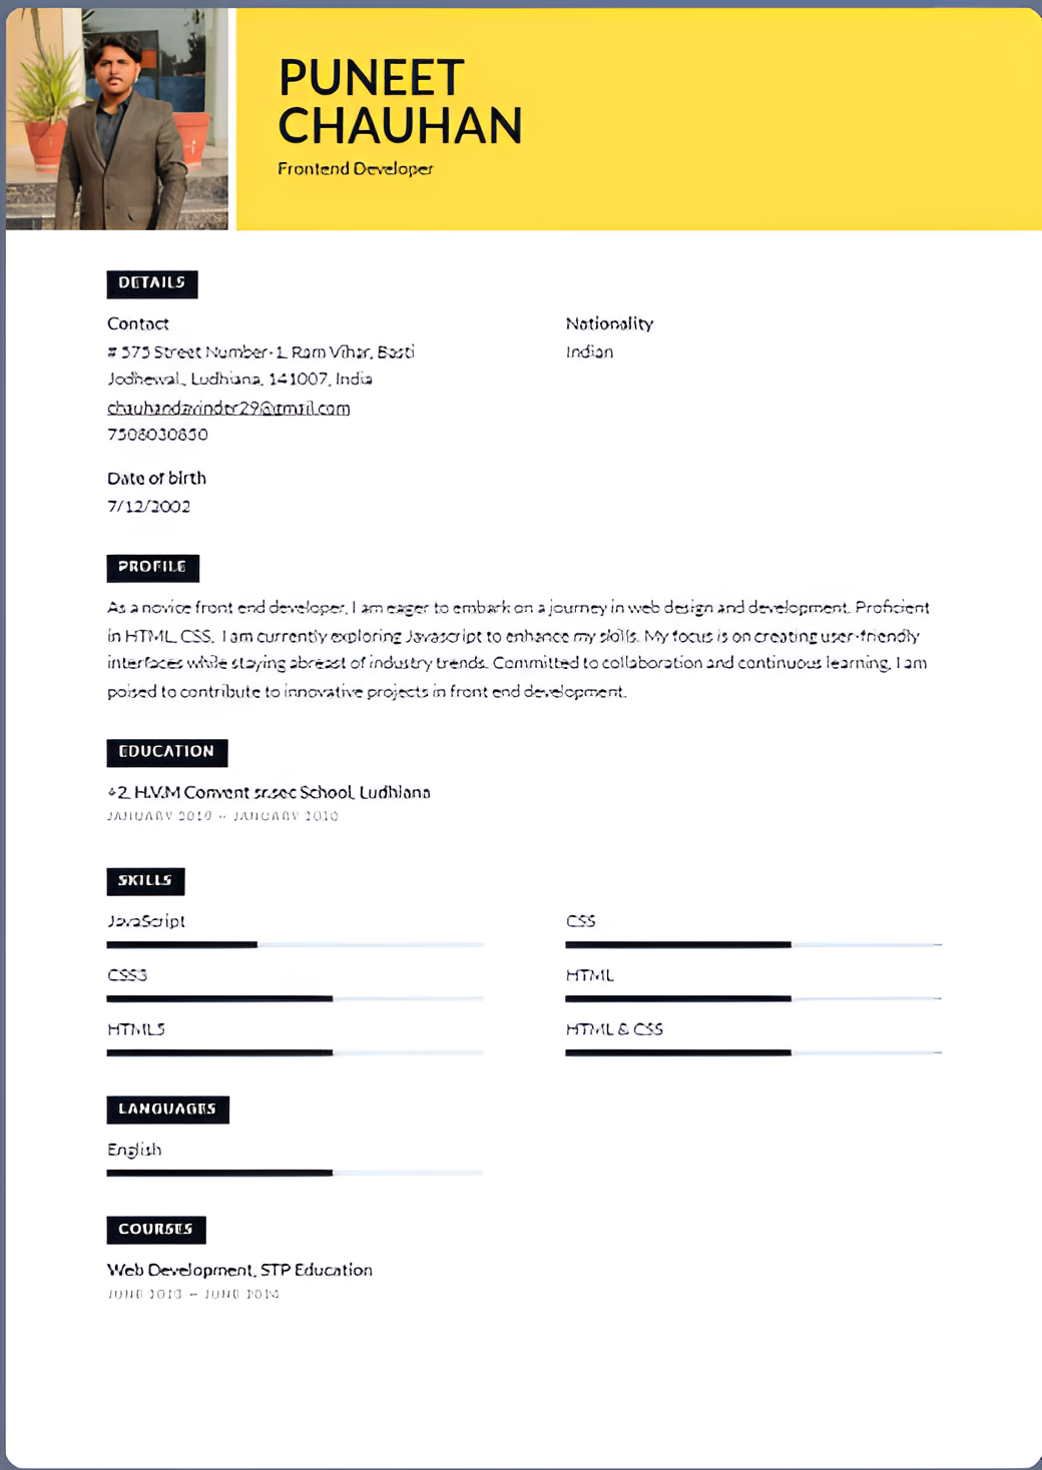 PUNEET
CHAUHAN
Frontend Developer
DETAILS
Contact
# 575 Street Number-1, Ram Vihar, Basti
Jodhewal, Ludhiana, 141007, India
7508030850
Date of birth
7/12/2002
Nationality
Indian
PROFILE
As a novice front end developer, I am eager to embark on a journey in web design and development. Proficient
in HTML, CSS, I am currently exploring Javascript to enhance my skills. My focus is on creating user-friendly
interfaces while staying abreast of industry trends. Committed to collaboration and continuous learning, I am
poised to contribute to innovative projects in front end development.
EDUCATION
+2, H.V.M Convent sr.sec School, Ludhiana
JANUARY — JANUARY
SKILLS
JavaScript
CSS
CSS3
HTML
HTML5
HTML & CSS
LANGUAGES
English
COURSES
Web Development, STP Education
JUNE — JUNE